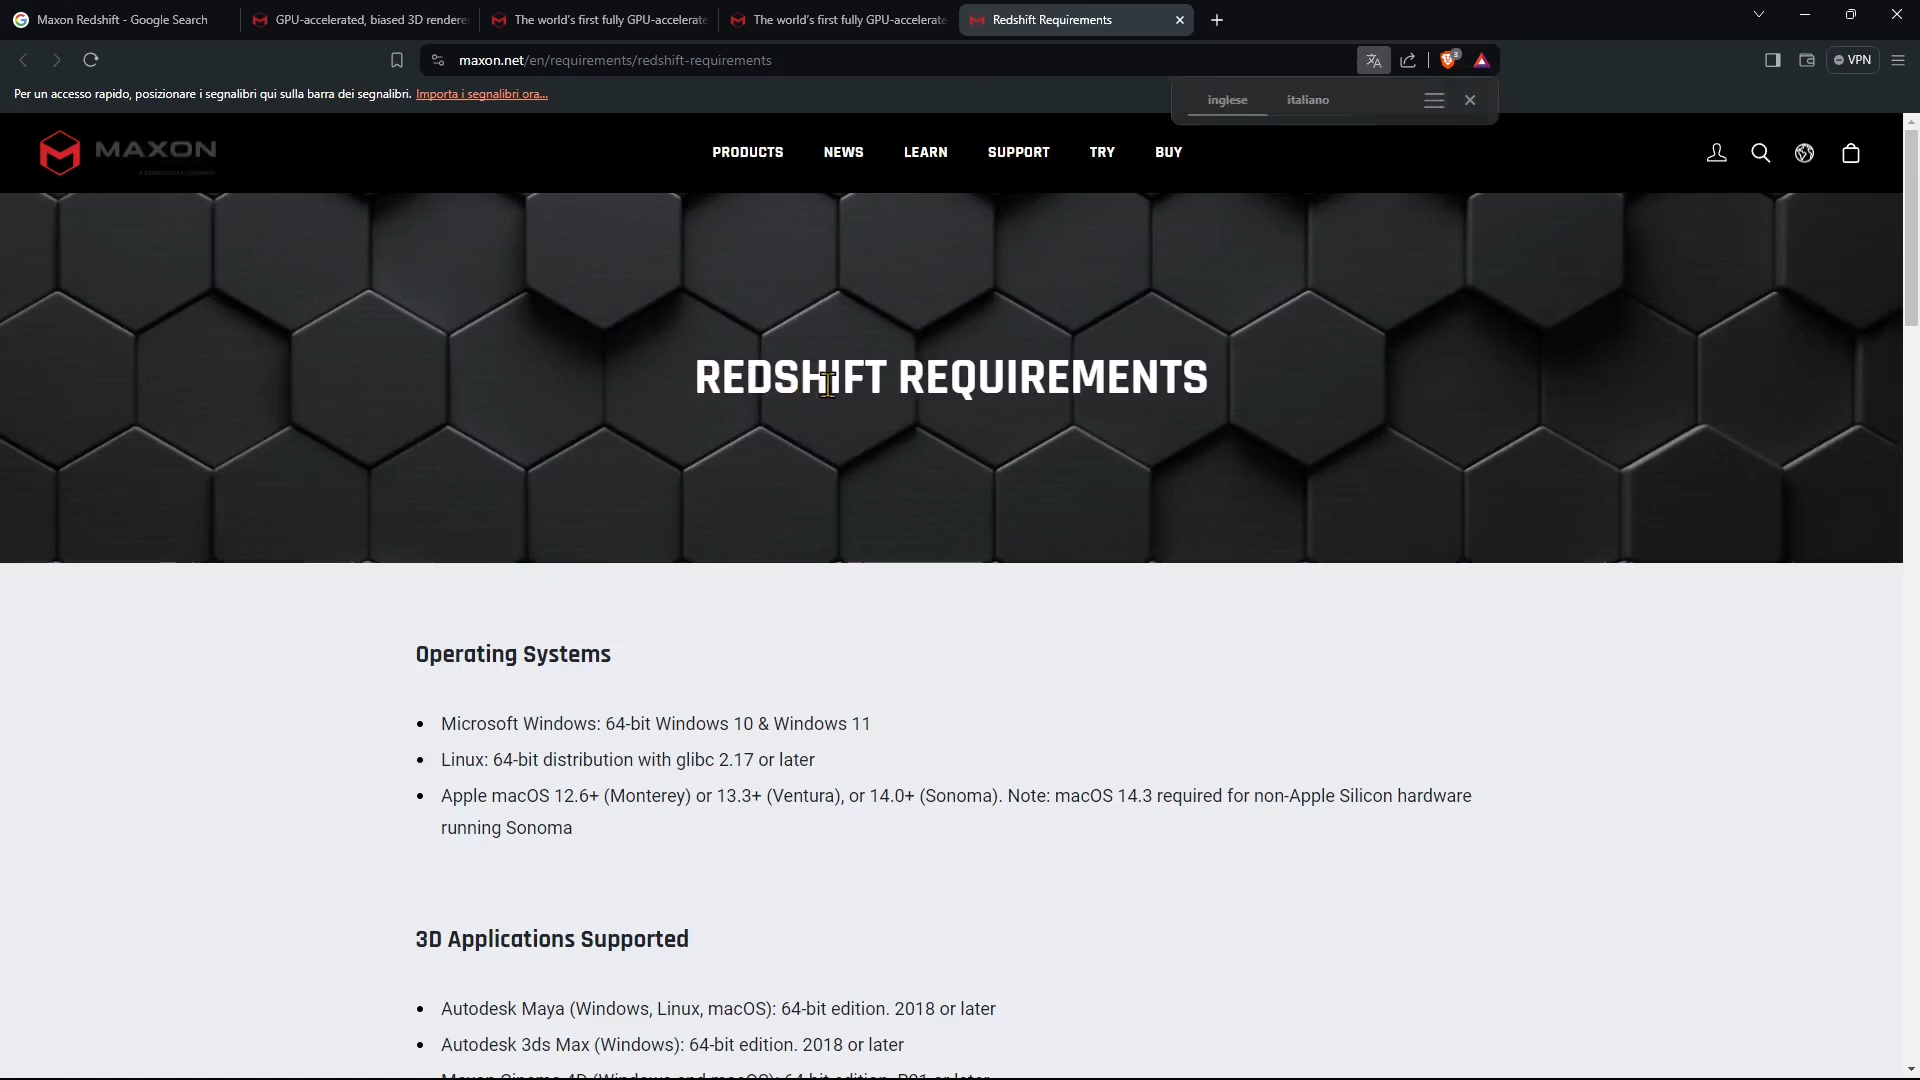 Maxon Redshift - Google Search
GPU-accelerated, biased 3D rendere
The world's first fully GPU-accelerate
The world's first fully GPU-accelerate
Redshift Requirements
maxon.net/en/requirements/redshift-requirements
3
VPN
Per un accesso rapido, posizionare i segnalibri qui sulla barra dei segnalibri. Importa i segnalibri ora...
inglese italiano
MAXON
PRODUCTS NEWS LEARN SUPPORT TRY BUY
REDSHIFT REQUIREMENTS
Operating Systems
Microsoft Windows: 64-bit Windows 10 & Windows 11
Linux: 64-bit distribution with glibc 2.17 or later
Apple macOS 12.6+ (Monterey) or 13.3+ (Ventura), or 14.0+ (Sonoma). Note: macOS 14.3 required for non-Apple Silicon hardware
running Sonoma
3D Applications Supported
Autodesk Maya (Windows, Linux, macOS): 64-bit edition. 2018 or later
Autodesk 3ds Max (Windows): 64-bit edition. 2018 or later